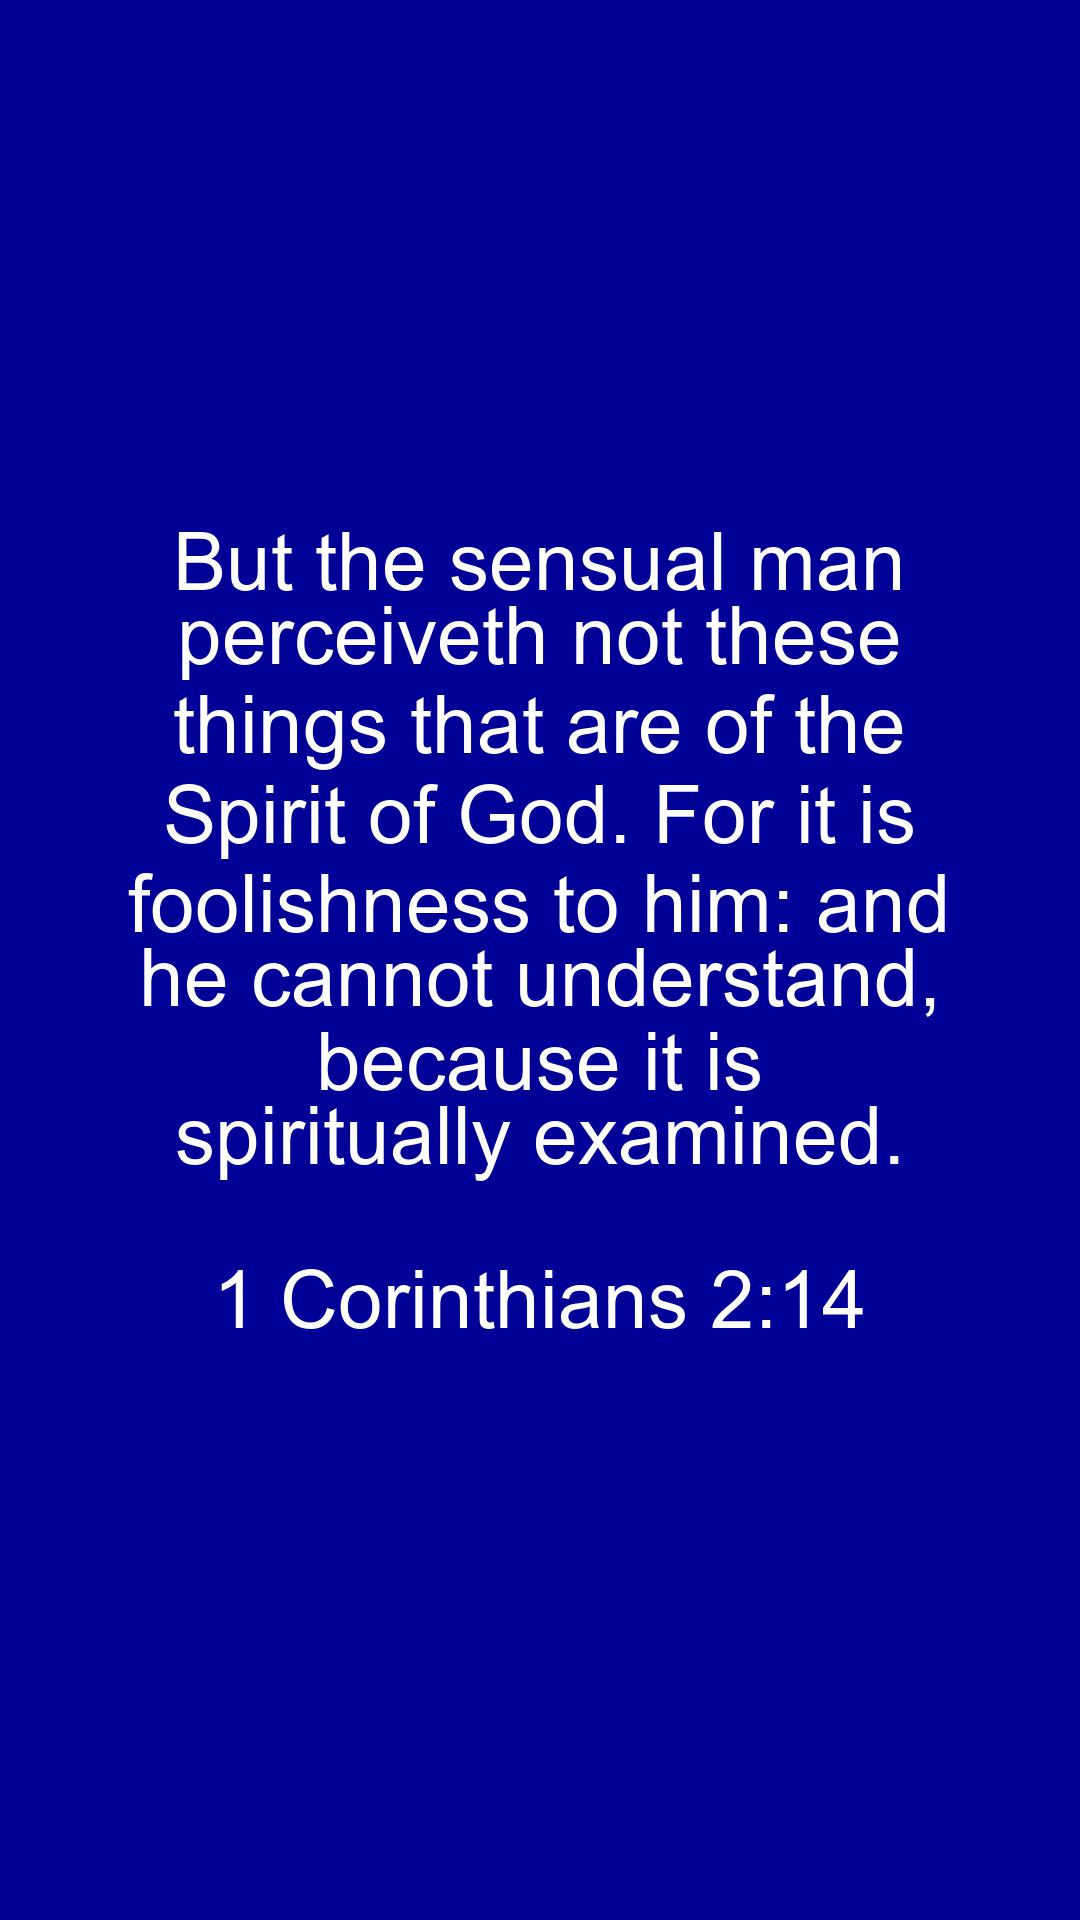 But the sensual man
perceiveth not these
things that are of the
Spirit of God. For it is
foolishness to him: and
he cannot understand,
because it is
spiritually examined.
1 Corinthians 2:14